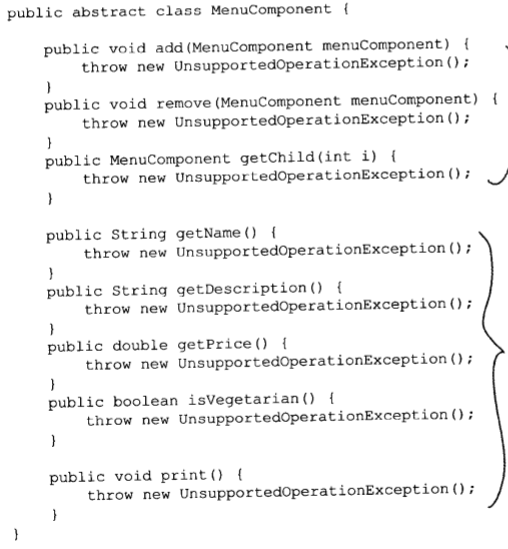 public abstract class MenuComponent {
public void add(MenuComponent menuComponent) {
throw new UnsupportedOperationException();
}
public void remove(MenuComponent menuComponent) {
throw new UnsupportedOperationException();
}
public MenuComponent getChild(int i) {
throw new UnsupportedOperationException();
}
public String getName() {
throw new UnsupportedOperationException();
}
public String getDescription() {
throw new UnsupportedOperationException();
}
public double getPrice() {
throw new UnsupportedOperationException();
}
public boolean isVegetarian() {
throw new UnsupportedOperationException();
}
public void print() {
throw new UnsupportedOperationException();
}
}